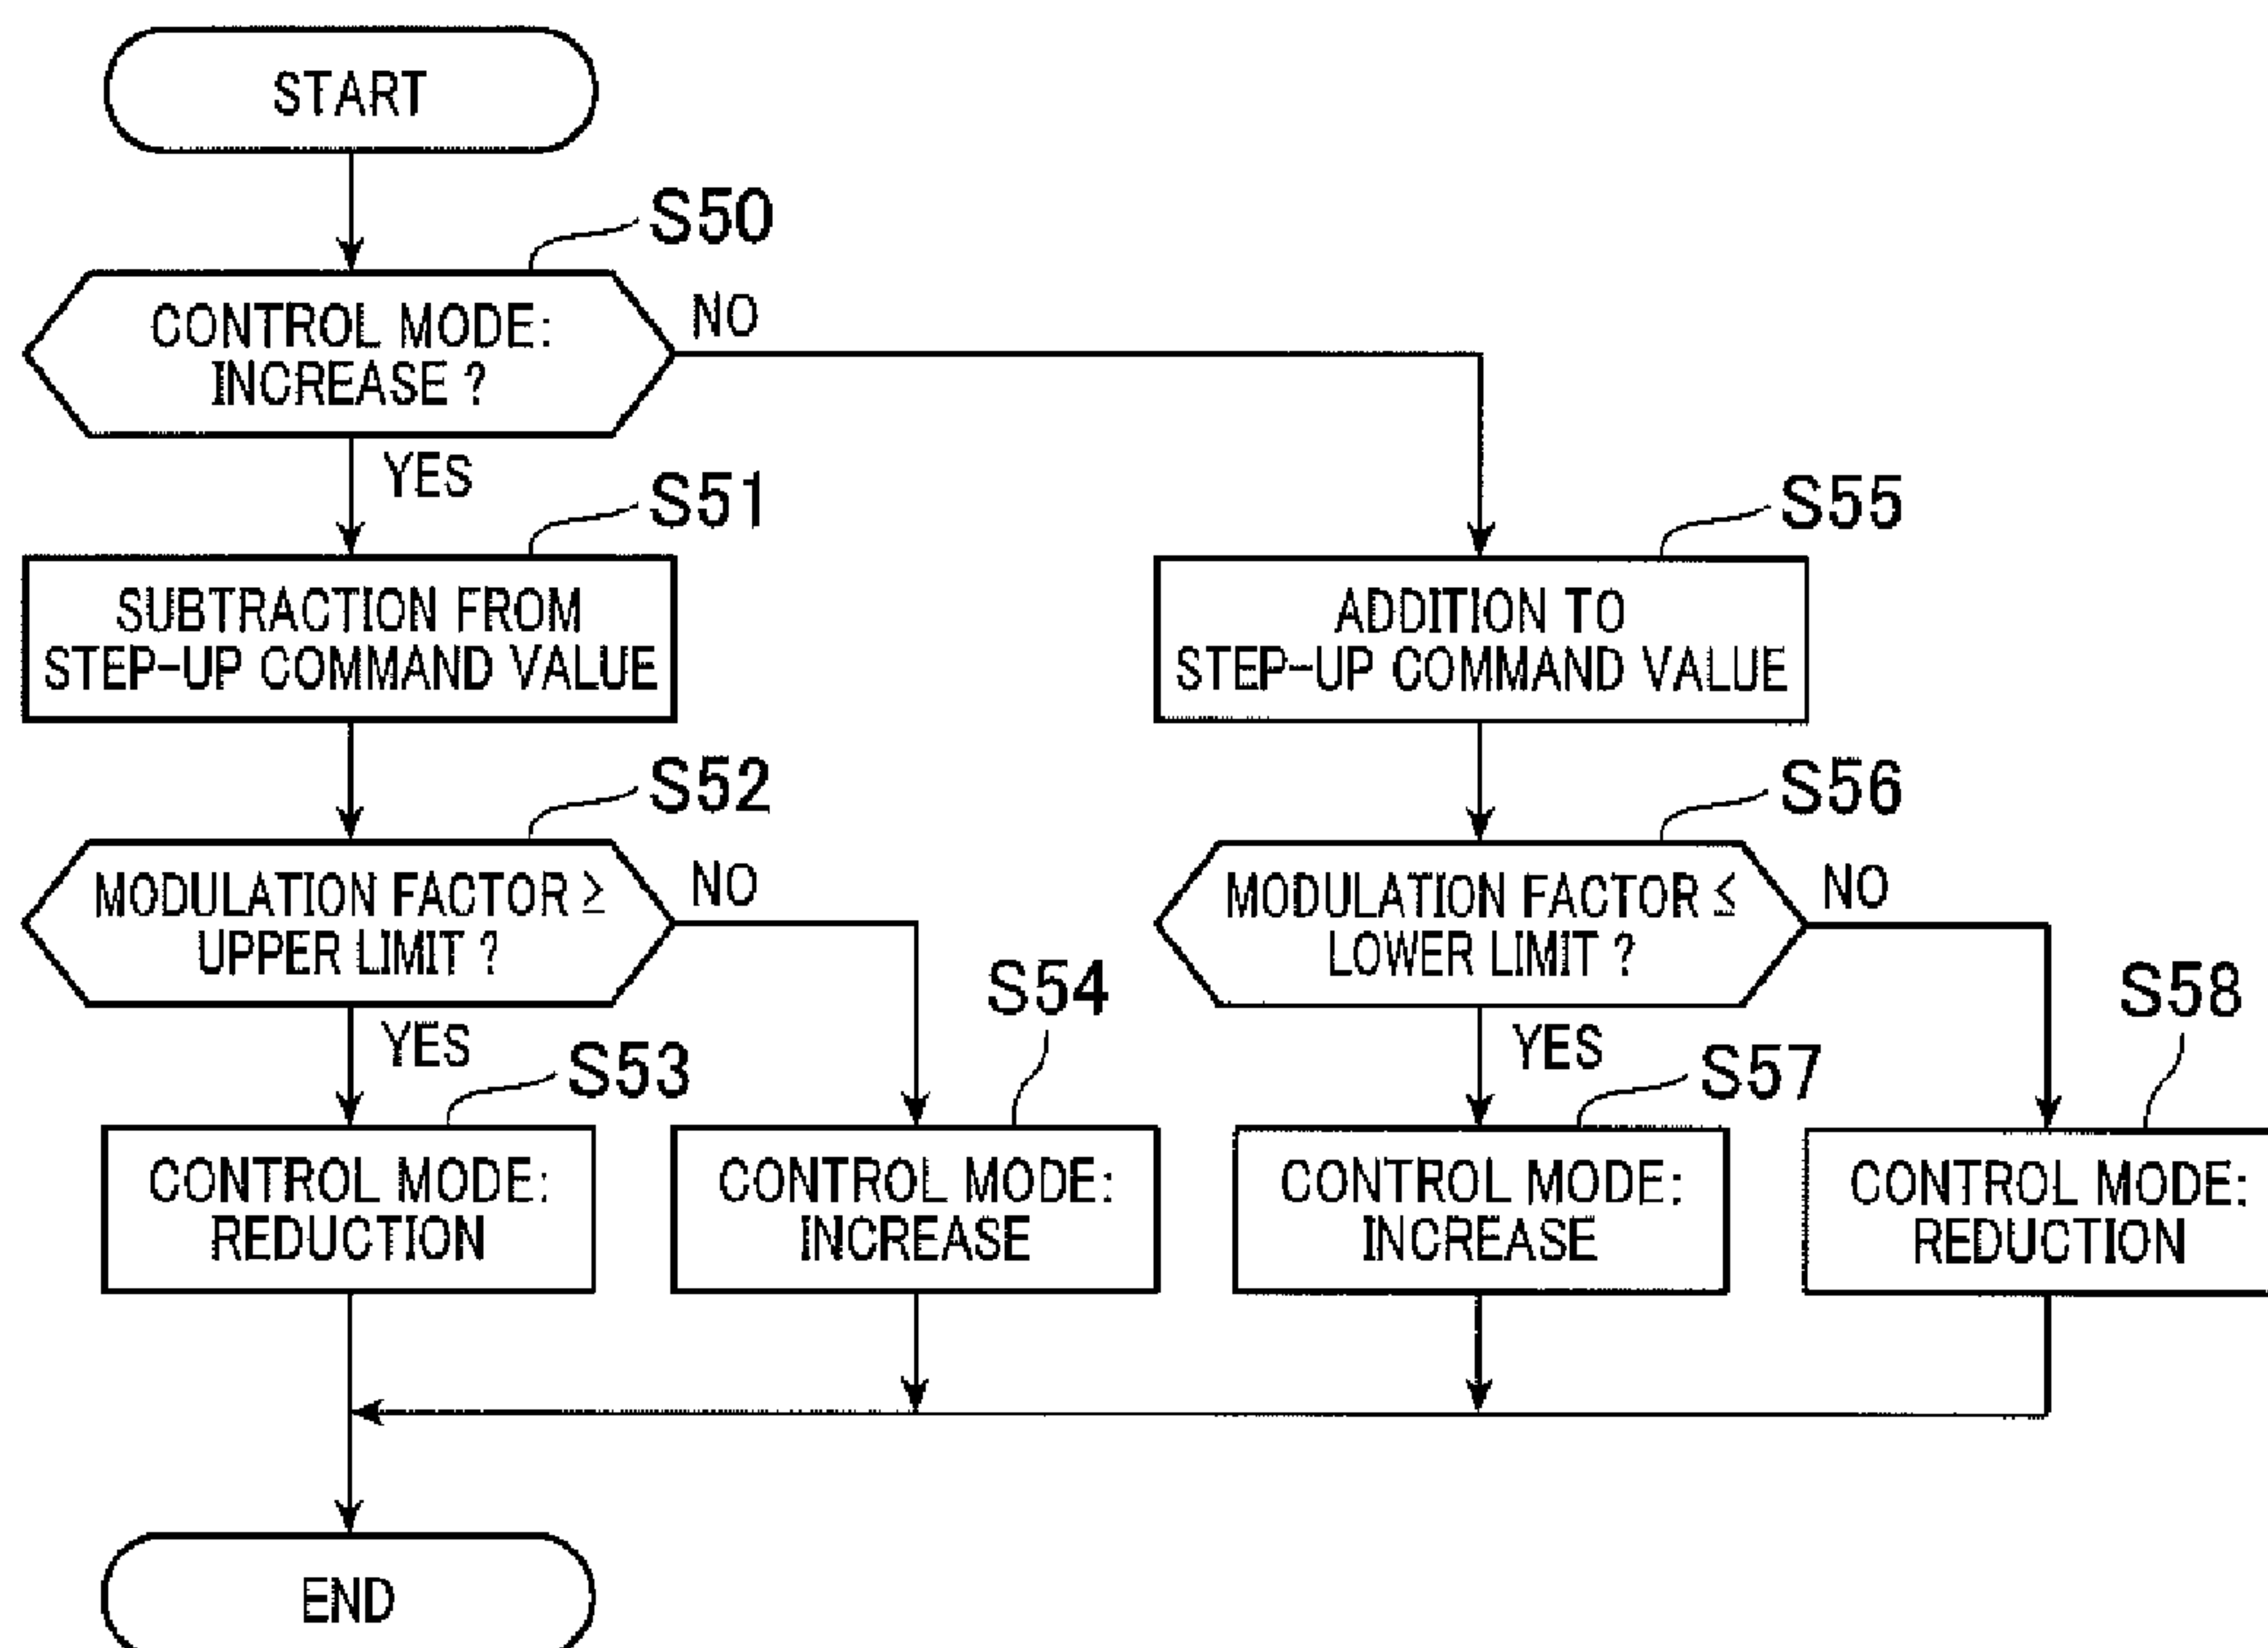 START
S50
CONTROL MODE:
INCREASE ?
NO
YES
S51
SUBTRACTION FROM
STEP-UP COMMAND VALUE
S55
ADDITION TO
STEP-UP COMMAND VALUE
S52
MODULATION FACTOR ≥
UPPER LIMIT ?
NO
YES
S56
MODULATION FACTOR ≤
LOWER LIMIT ?
NO
YES
S53
CONTROL MODE:
REDUCTION
S54
CONTROL MODE:
INCREASE
S57
CONTROL MODE:
INCREASE
S58
CONTROL MODE:
REDUCTION
END